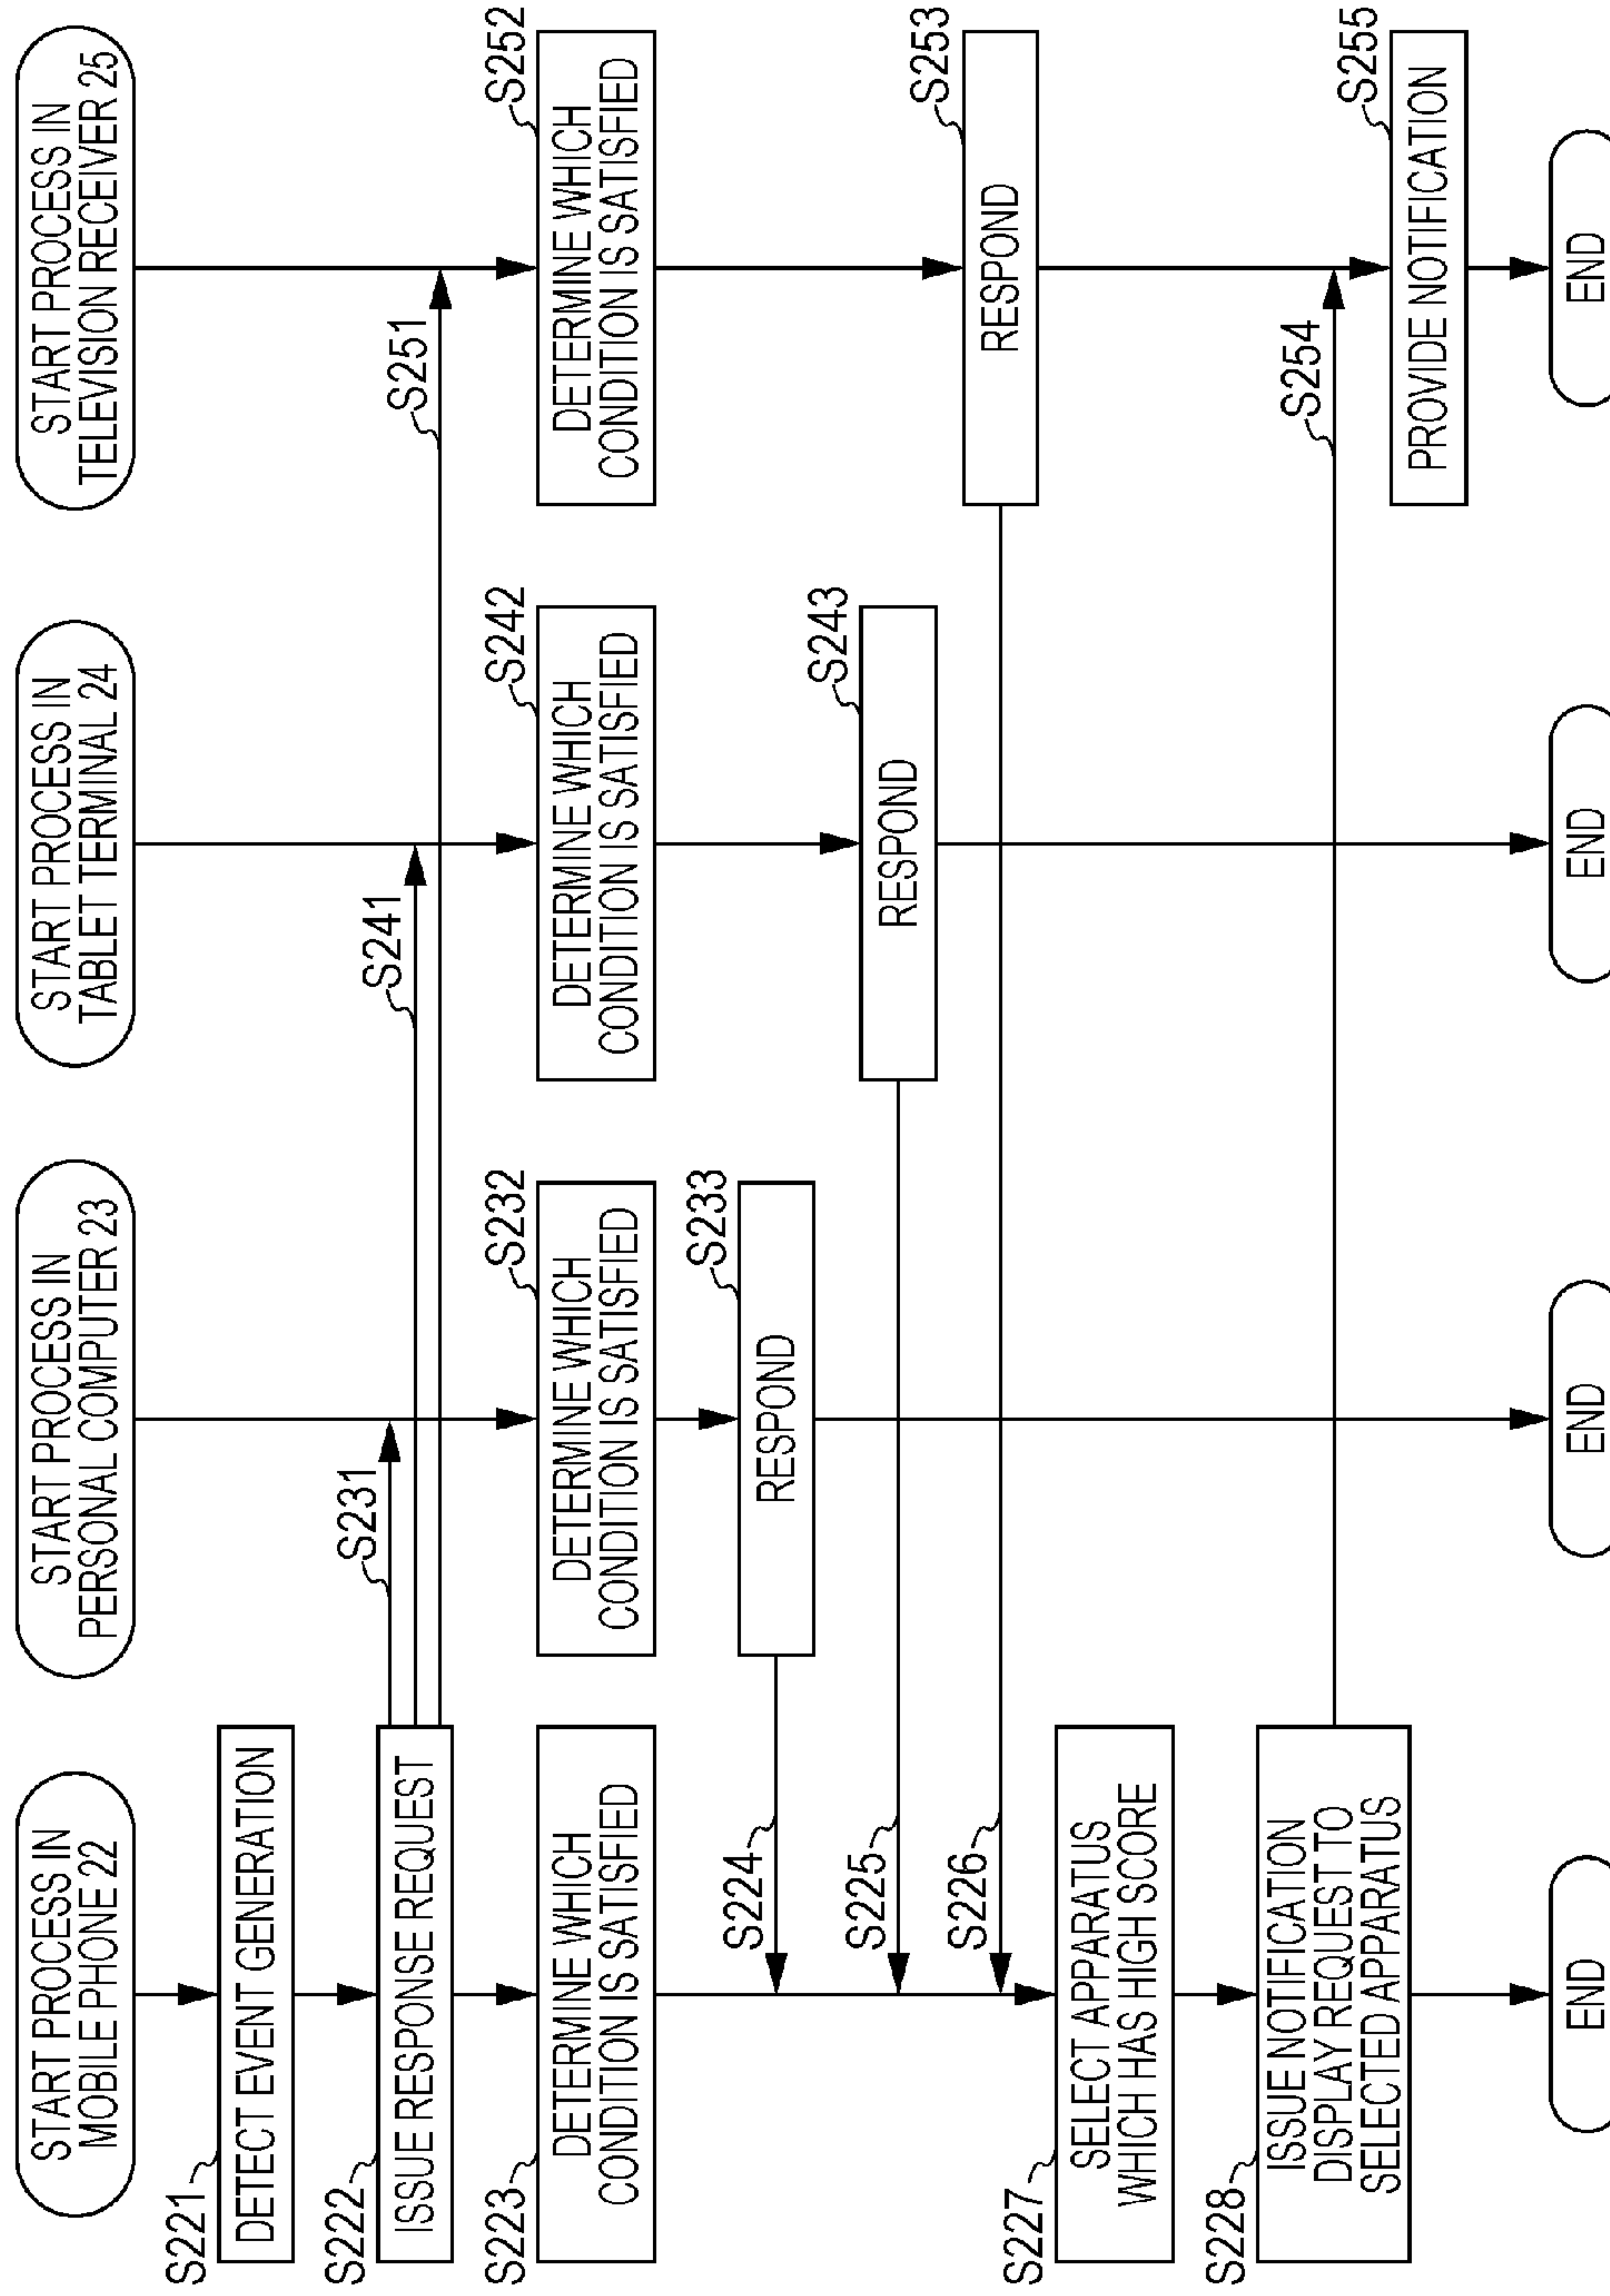 START PROCESS IN
MOBILE PHONE 22
START PROCESS IN
PERSONAL COMPUTER 23
START PROCESS IN
TABLET TERMINAL 24
START PROCESS IN
TELEVISION RECEIVER 25
S221
DETECT EVENT GENERATION
S222
ISSUE RESPONSE REQUEST
S231
S241
S251
S223
DETERMINE WHICH
CONDITION IS SATISFIED
S232
DETERMINE WHICH
CONDITION IS SATISFIED
S242
DETERMINE WHICH
CONDITION IS SATISFIED
S252
DETERMINE WHICH
CONDITION IS SATISFIED
S224
S233
RESPOND
S225
S243
RESPOND
S226
S253
RESPOND
S227
SELECT APPARATUS
WHICH HAS HIGH SCORE
S228
ISSUE NOTIFICATION
DISPLAY REQUEST TO
SELECTED APPARATUS
S254
S255
PROVIDE NOTIFICATION
END
END
END
END